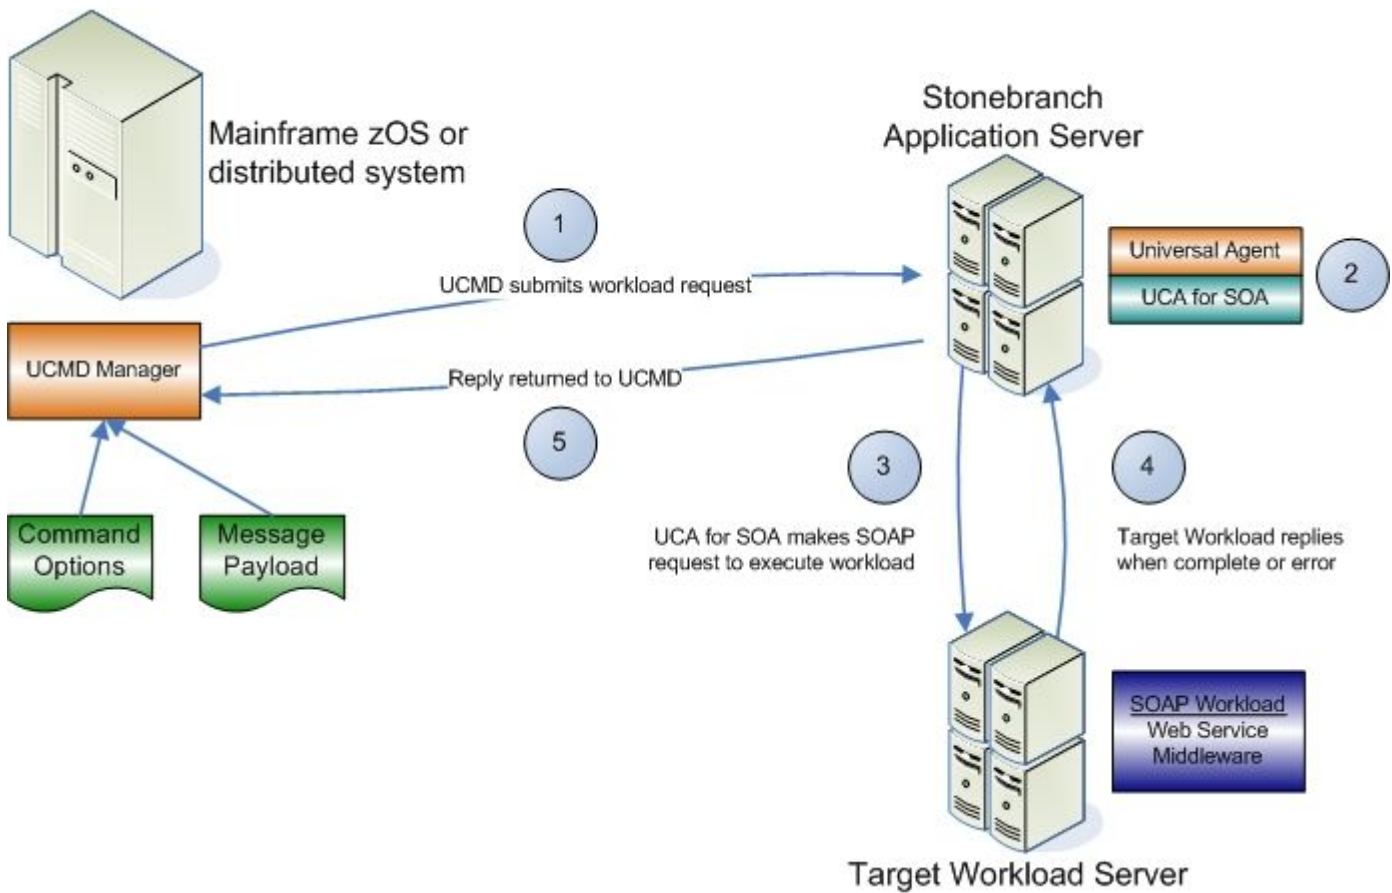 Mainframe zOS or
distributed system
Stonebranch
Application Server
1
UCMD submits workload request
Universal Agent
UCA for SOA
2
UCMD Manager
Reply returned to UCMD
5
3
4
Command
Options
Message
Payload
UCA for SOA makes SOAP
request to execute workload
Target Workload replies
when complete or error
SOAP Workload
Web Service
Middleware
Target Workload Server